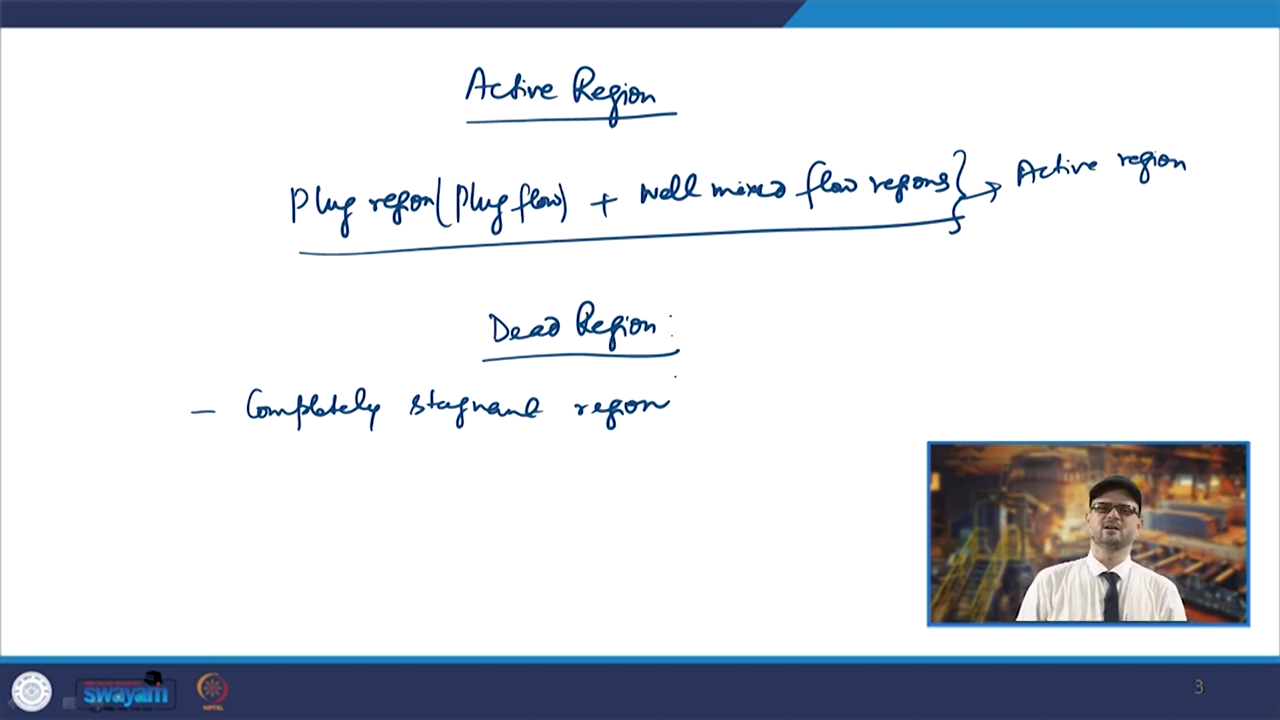 Active Region
Plug region (Plug flow) + well mixed flow regions} → Active region
Dead Region:
- Completely stagnant region
3
swayam
NPTEL